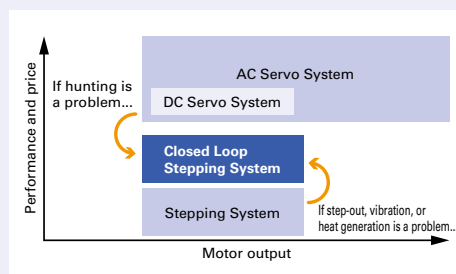 Performance and price
If hunting is
a problem...
AC Servo System
DC Servo System
Closed Loop
Stepping System
Stepping System
If step-out, vibration, or
heat generation is a problem...
Motor output